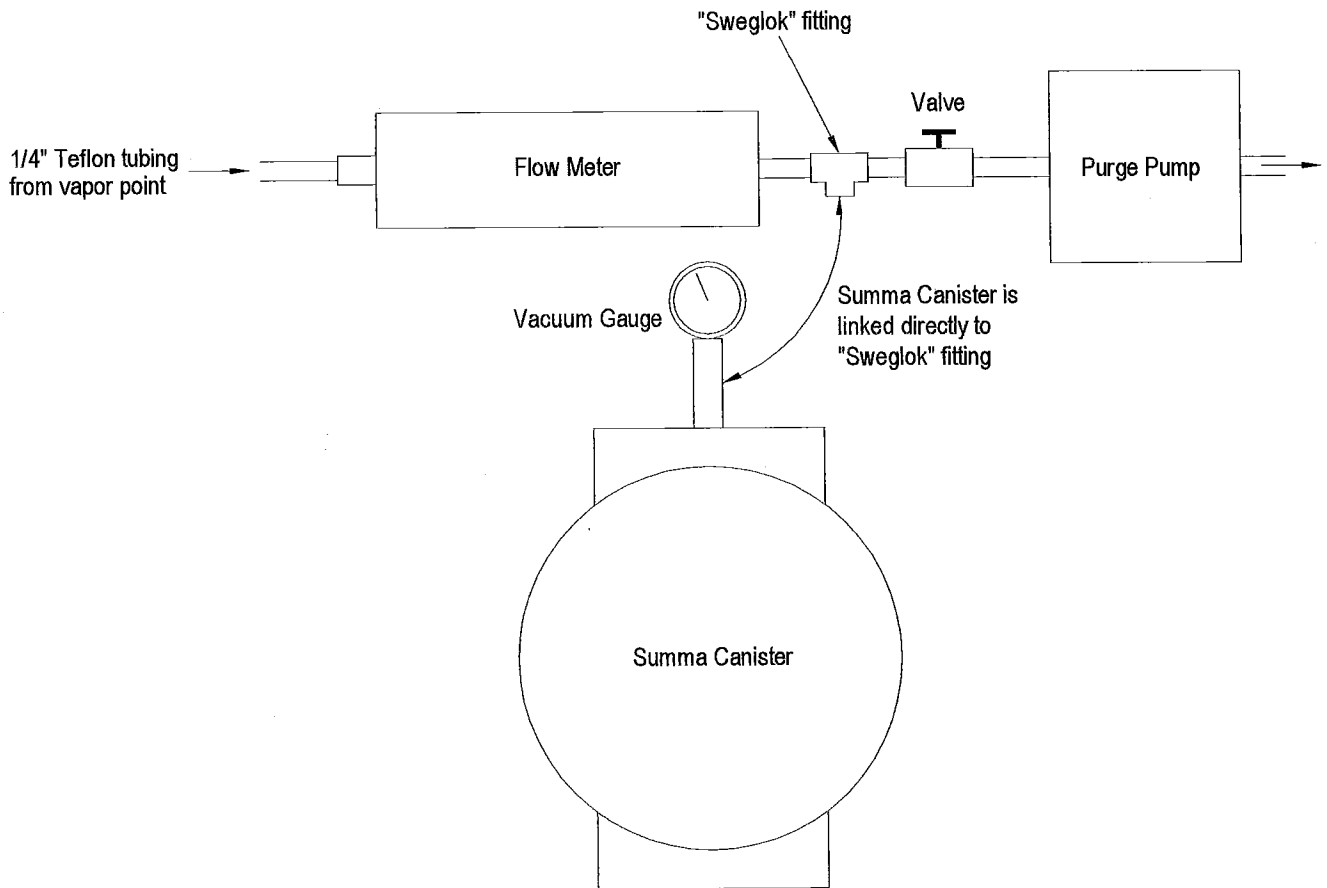 "Sweglok" fitting
Valve
1/4" Teflon tubing
from vapor point
Flow Meter
Purge Pump
Vacuum Gauge
Summa Canister is
linked directly to
"Sweglok" fitting
Summa Canister